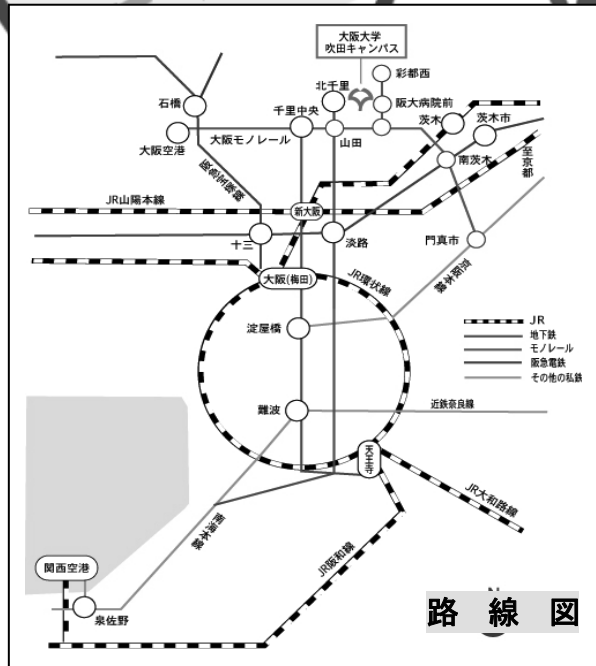 大阪大学
吹田キャンパス
彩都西
北千里
石橋
千里中央
阪大病院前
茨木
茨木市
大阪空港
大阪モノレール
山田
南茨木
至京都
阪急宝塚線
JR山陽本線
新大阪
十三
淡路
門真市
大阪(梅田)
JR環状線
京阪本線
淀屋橋
JR
地下鉄
モノレール
阪急電鉄
その他の私鉄
難波
近鉄奈良線
天王寺
JR大和路線
南海本線
JR阪和線
関西空港
泉佐野
路線図